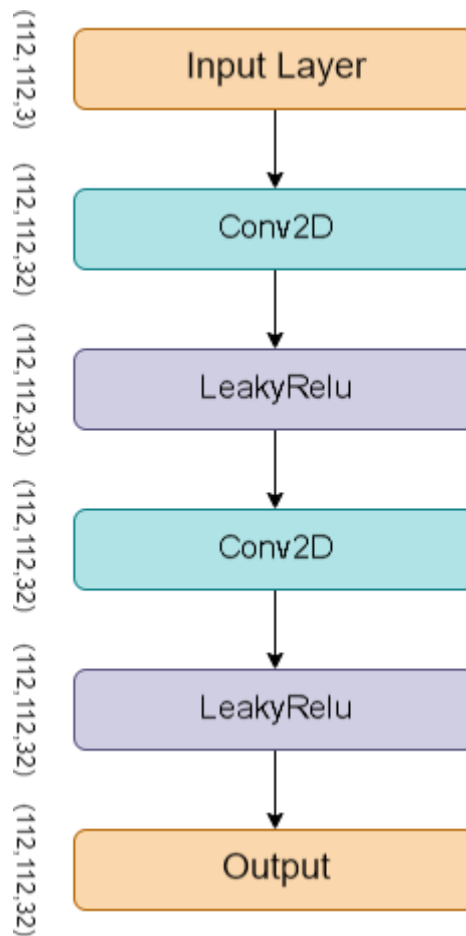 (112,112,3)
Input Layer
(112,112,32)
Conv2D
(112,112,32)
LeakyRelu
(112,112,32)
Conv2D
(112,112,32)
LeakyRelu
(112,112,32)
Output